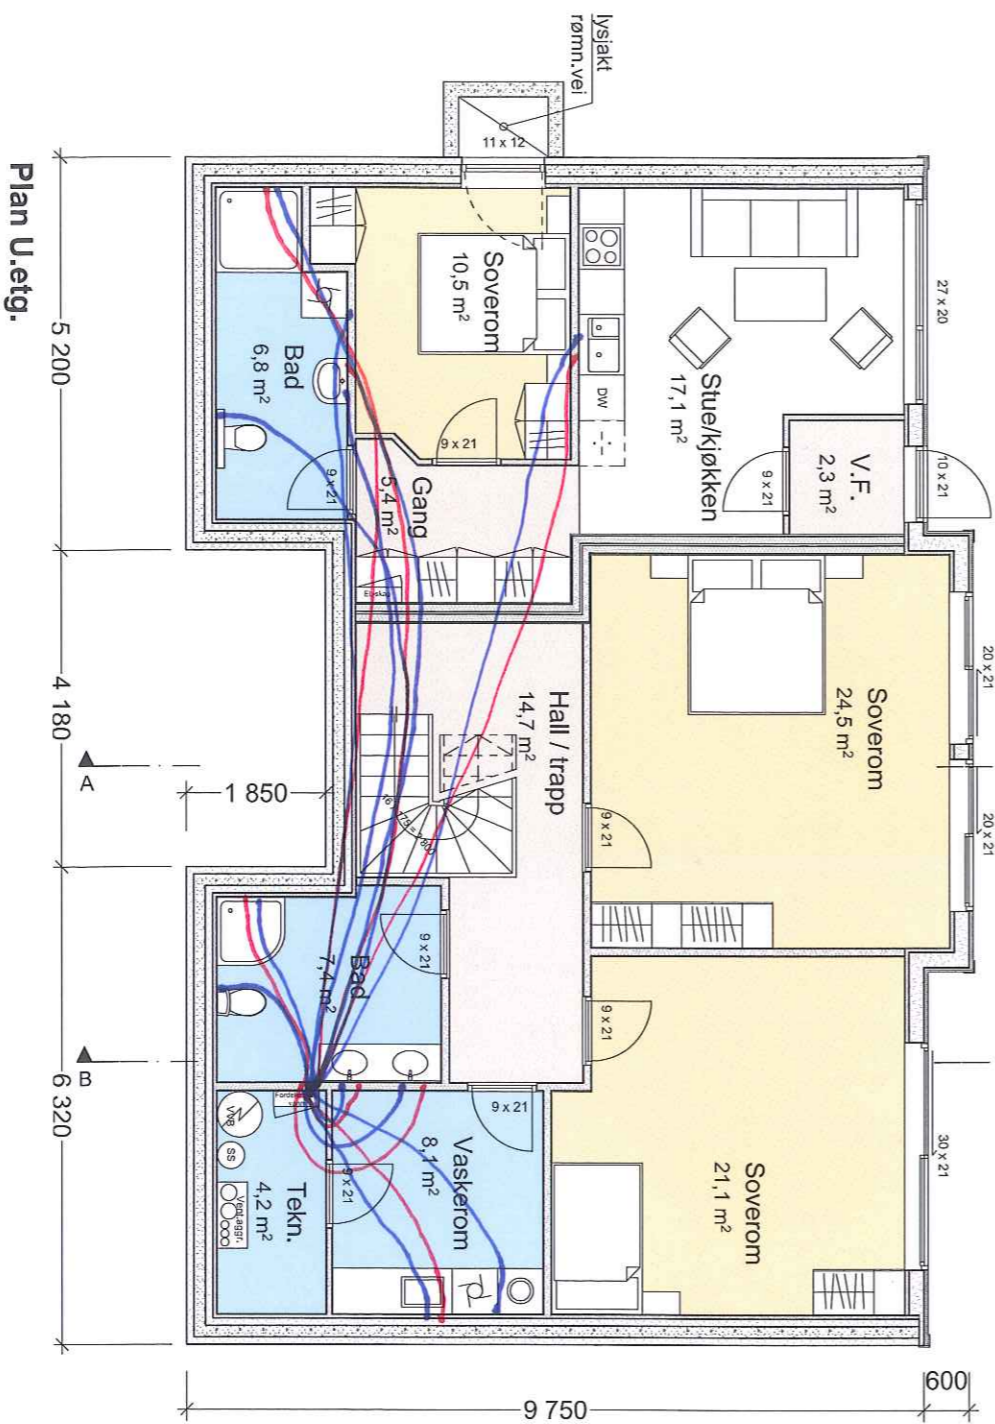 Plan U.etg.
lysjakt
rømn.vei
11 x 12
Soverom
10,5 m²
Stue/kjøkken
17,1 m²
DW
27 x 20
V.F.
2,3 m²
10 x 21
9 x 21
Bad
6,8 m²
9 x 21
9 x 21
Gang
5,4 m²
El-skap
Soverom
24,5 m²
20 x 21
20 x 21
Hall / trapp
14,7 m²
9 x 21
Bad
7,4 m²
9 x 21
9 x 21
Soverom
21,1 m²
30 x 21
Vaskerom
8,1 m²
9 x 21
9 x 21
Tekn.
4,2 m²
VVB
SS
Vent.aggr.
5 200
4 180
6 320
1 850
A
B
9 750
600